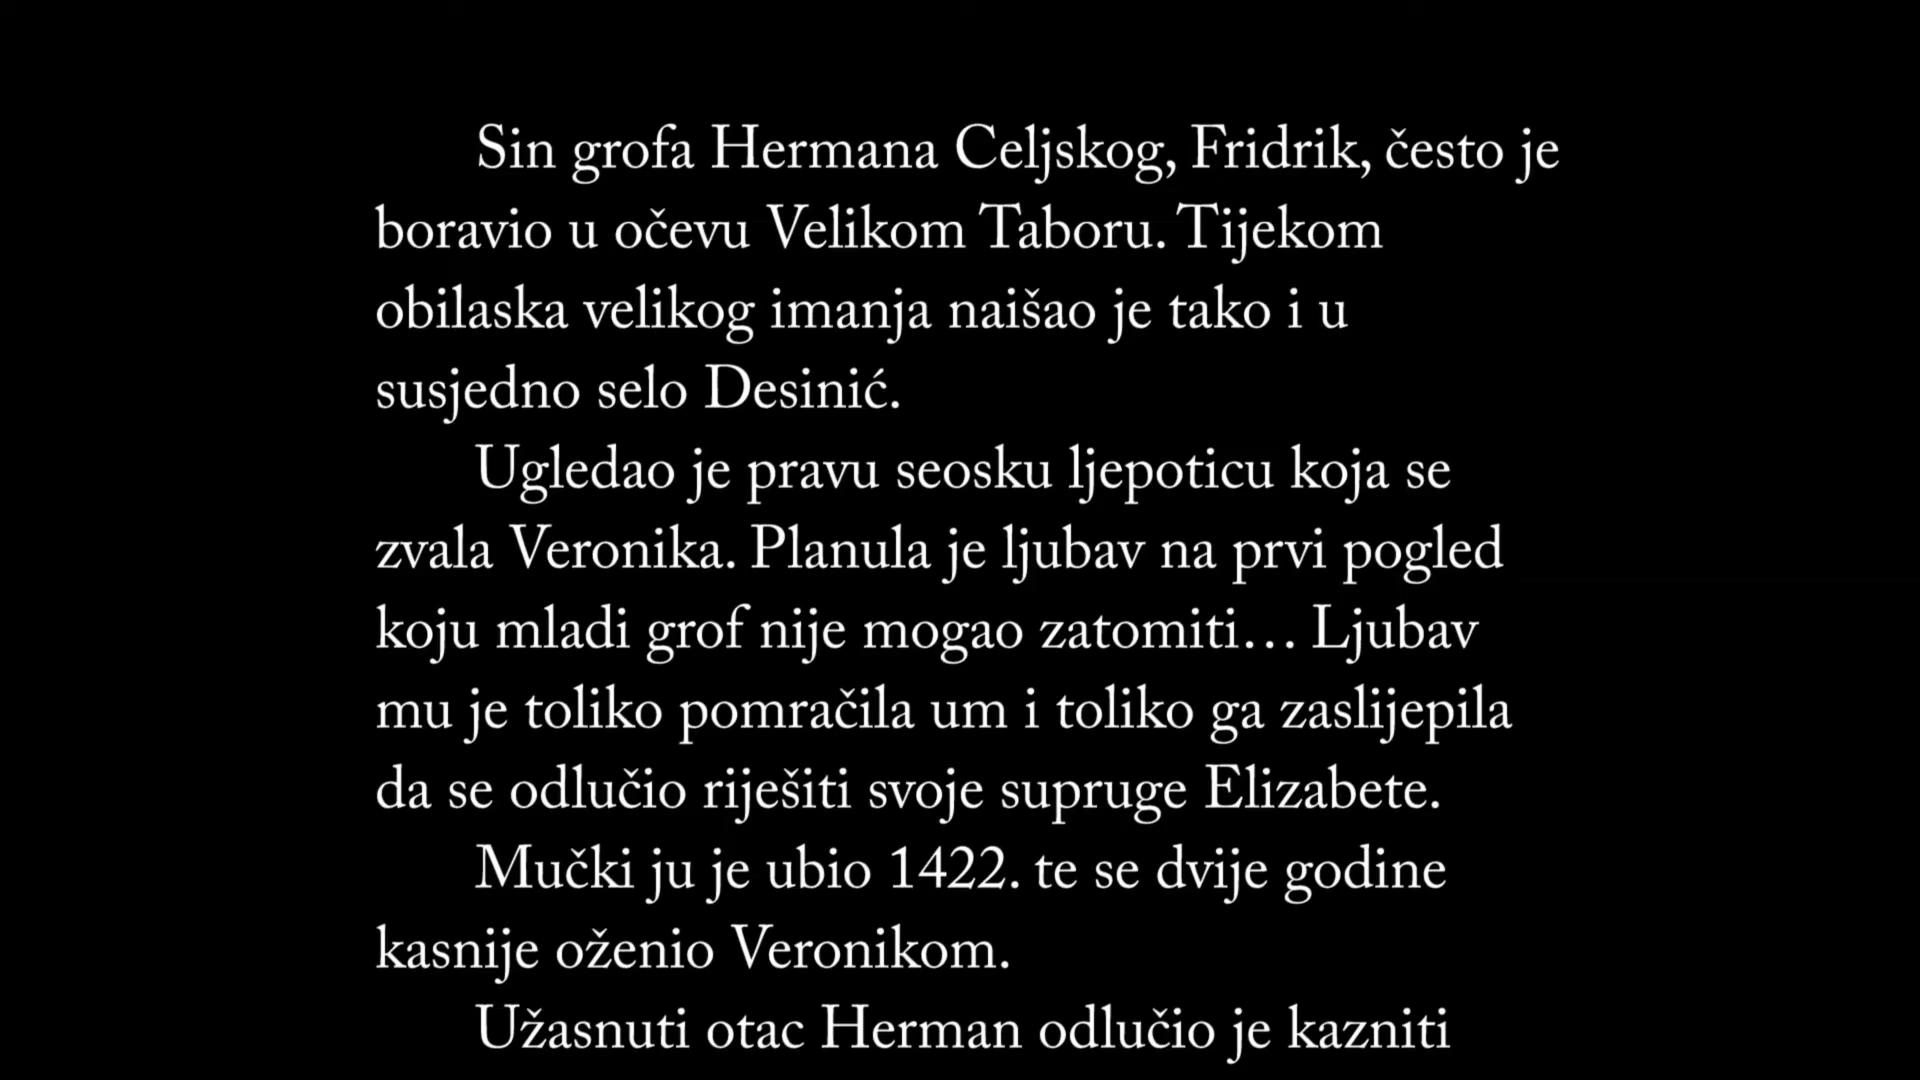 Sin grofa Hermana Celjskog, Fridrik, često je
boravio u očevu Velikom Taboru. Tijekom
obilaska velikog imanja naišao je tako i u
susjedno selo Desinić.
Ugledao je pravu seosku ljepoticu koja se
zvala Veronika. Planula je ljubav na prvi pogled
koju mladi grof nije mogao zatomiti… Ljubav
mu je toliko pomračila um i toliko ga zaslijepila
da se odlučio riješiti svoje supruge Elizabete.
Mučki ju je ubio 1422. te se dvije godine
kasnije oženio Veronikom.
Užasnuti otac Herman odlučio je kazniti